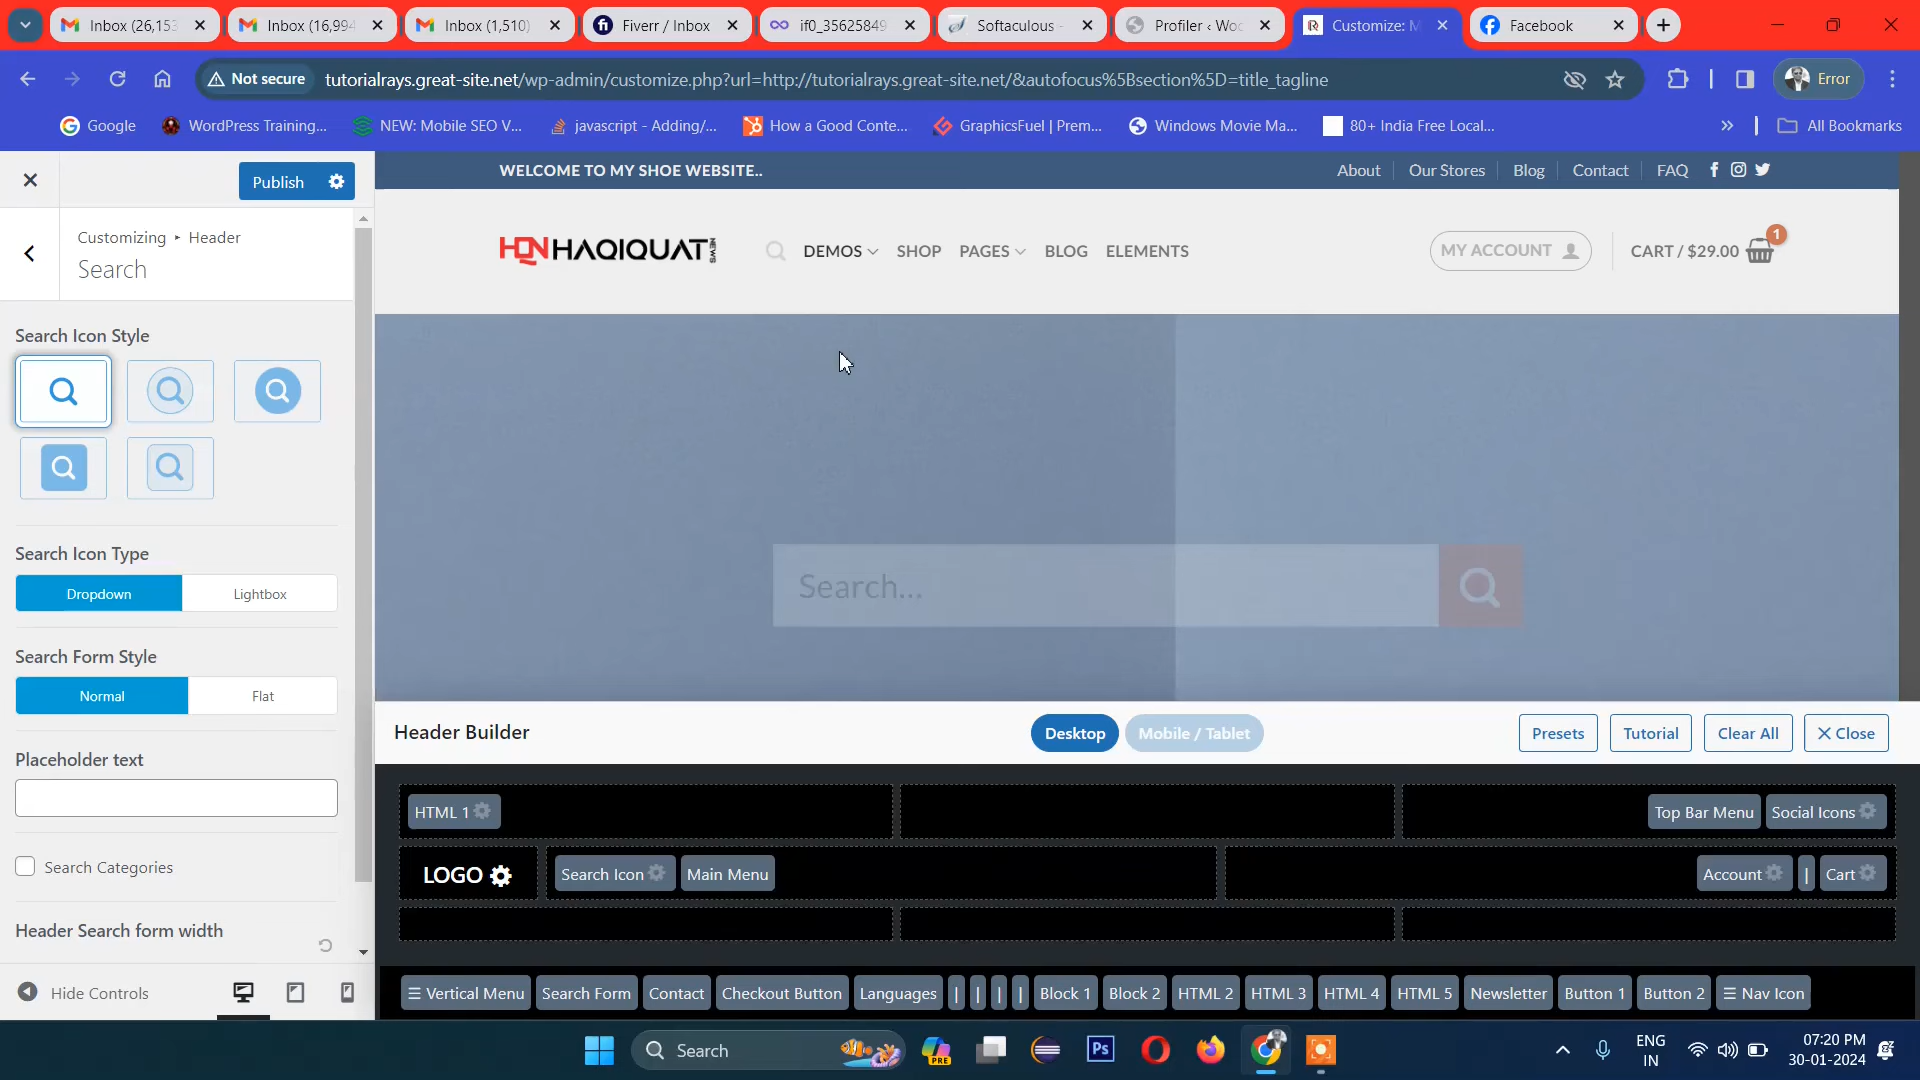 Inbox (26,153
Inbox (16,994
Inbox (1,510)
Fiverr / Inbox
if0_35625849
Softaculous -
Profiler ‹ Woo
Customize: M
Facebook
Not secure
tutorialrays.great-site.net/wp-admin/customize.php?url=http://tutorialrays.great-site.net/&autofocus%5Bsection%5D=title_tagline
Error
Google
WordPress Training...
NEW: Mobile SEO V...
javascript - Adding/...
How a Good Conte...
GraphicsFuel | Prem...
Windows Movie Ma...
80+ India Free Local...
All Bookmarks
Publish
Customizing ▸ Header
Search
Search Icon Style
Search Icon Type
Dropdown
Lightbox
Search Form Style
Normal
Flat
Placeholder text
Search Categories
Header Search form width
Hide Controls
WELCOME TO MY SHOE WEBSITE..
About
Our Stores
Blog
Contact
FAQ
HQN HAQIQUAT NEWS
DEMOS
SHOP
PAGES
BLOG
ELEMENTS
MY ACCOUNT
CART / $29.00
1
Search...
Header Builder
Desktop
Mobile / Tablet
Presets
Tutorial
Clear All
Close
HTML 1
Top Bar Menu
Social Icons
LOGO
Search Icon
Main Menu
Account
|
Cart
Vertical Menu
Search Form
Contact
Checkout Button
Languages
|
|
|
|
Block 1
Block 2
HTML 2
HTML 3
HTML 4
HTML 5
Newsletter
Button 1
Button 2
Nav Icon
Search
PRE
Ps
ENG
IN
07:20 PM
30-01-2024